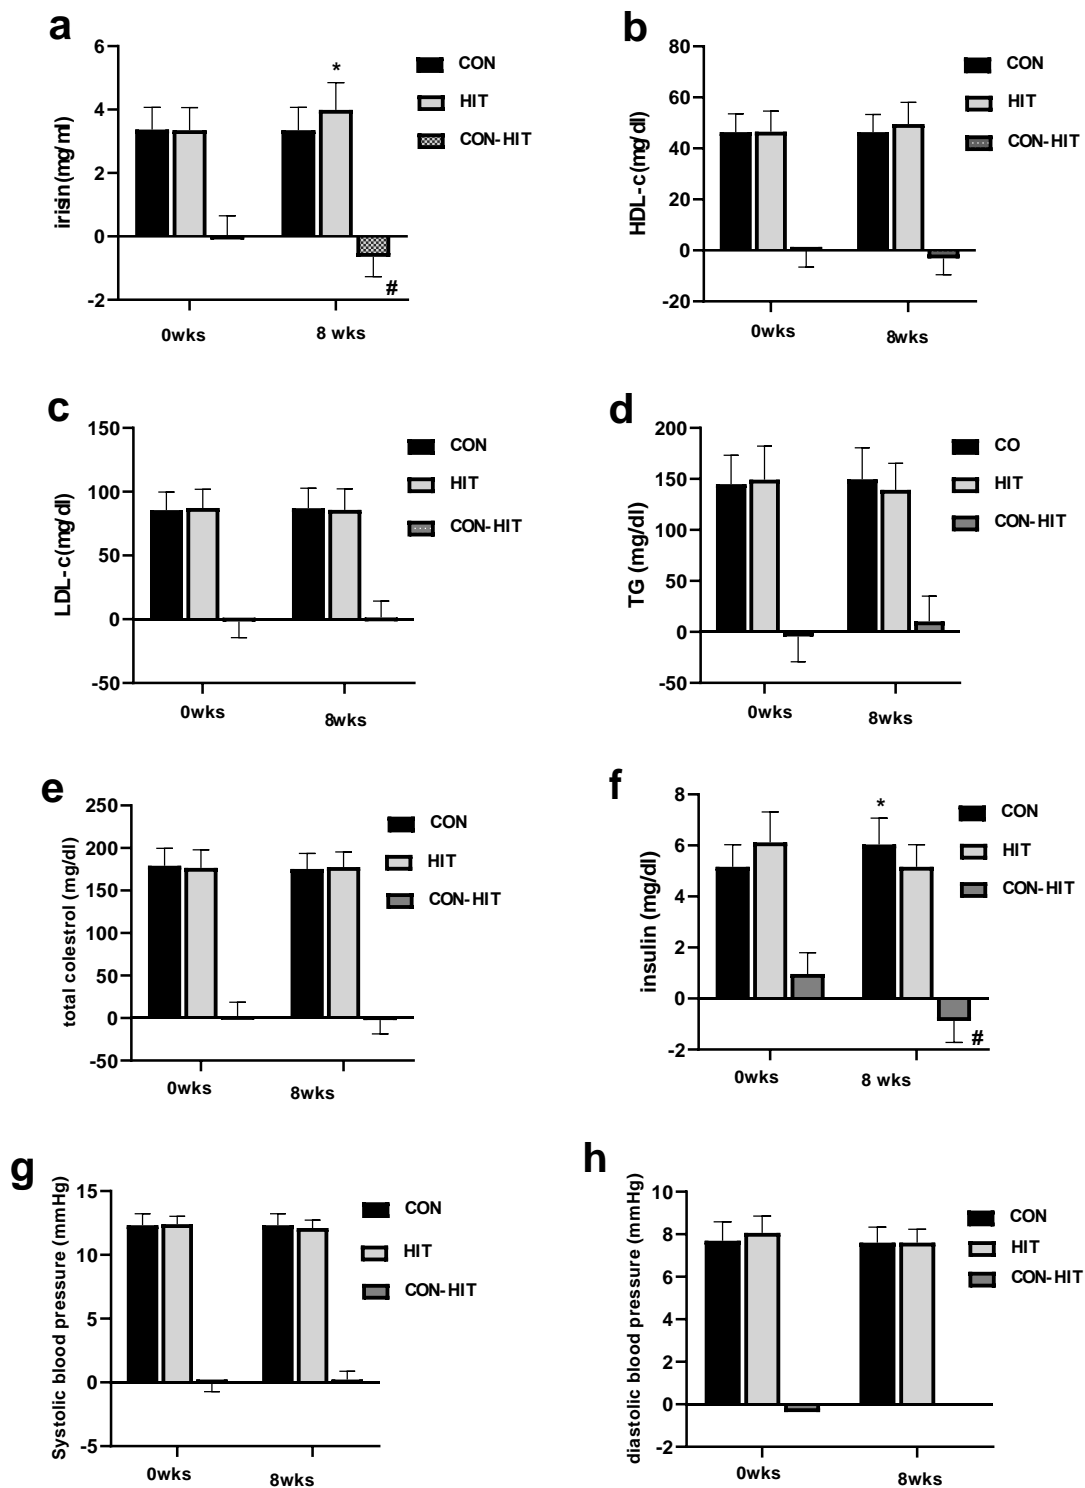 a
6
4
2
0
-2
irisin(mg/ml)
*
#
0wks
8 wks
CON
HIT
CON-HIT
b
80
60
40
20
0
-20
HDL-c(mg/dl)
0wks
8wks
CON
HIT
CON-HIT
c
150
100
50
0
-50
LDL-c(mg/dl)
0wks
8wks
CON
HIT
CON-HIT
d
200
150
100
50
0
-50
TG (mg/dl)
0wks
8wks
CO
HIT
CON-HIT
e
250
200
150
100
50
0
-50
total colestrol (mg/dl)
0wks
8wks
CON
HIT
CON-HIT
f
8
6
4
2
0
-2
insulin (mg/dl)
*
#
0wks
8 wks
CON
HIT
CON-HIT
g
15
10
5
0
-5
Systolic blood pressure (mmHg)
0wks
8wks
CON
HIT
CON-HIT
h
10
8
6
4
2
0
-2
diastolic blood pressure (mmHg)
0wks
8wks
CON
HIT
CON-HIT